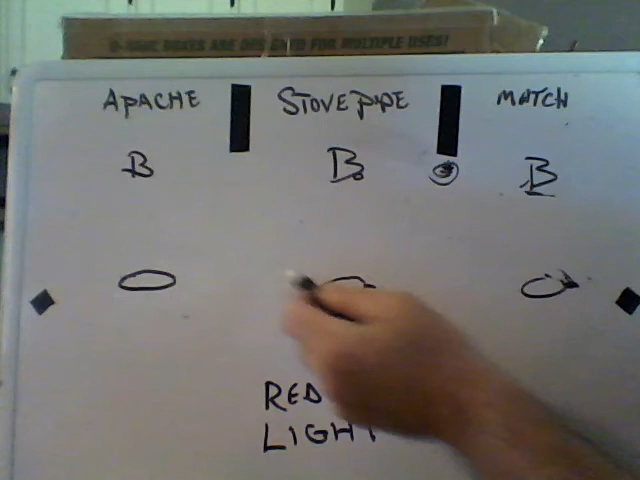 U-HAUL BOXES ARE DESIGNED FOR MULTIPLE USES!
APACHE STOVEPIPE MATCH
B B. B
RED
LIGHT